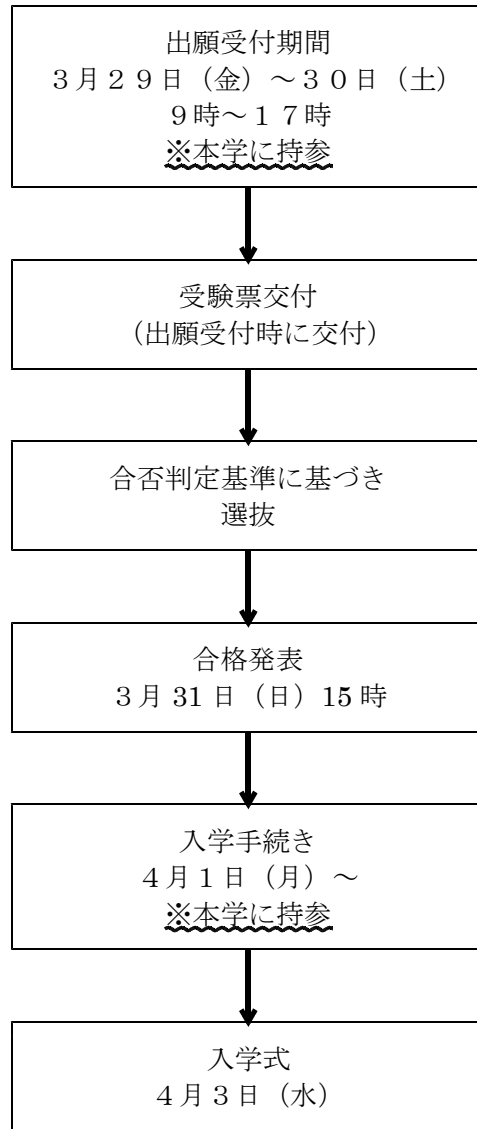 出願受付期間
３月２９日（金）～３０日（土）
９時～１７時
※本学に持参
受験票交付
（出願受付時に交付）
合否判定基準に基づき
選抜
合格発表
３月 31 日（日）15 時
入学手続き
４月１日（月）～
※本学に持参
入学式
４月３日（水）